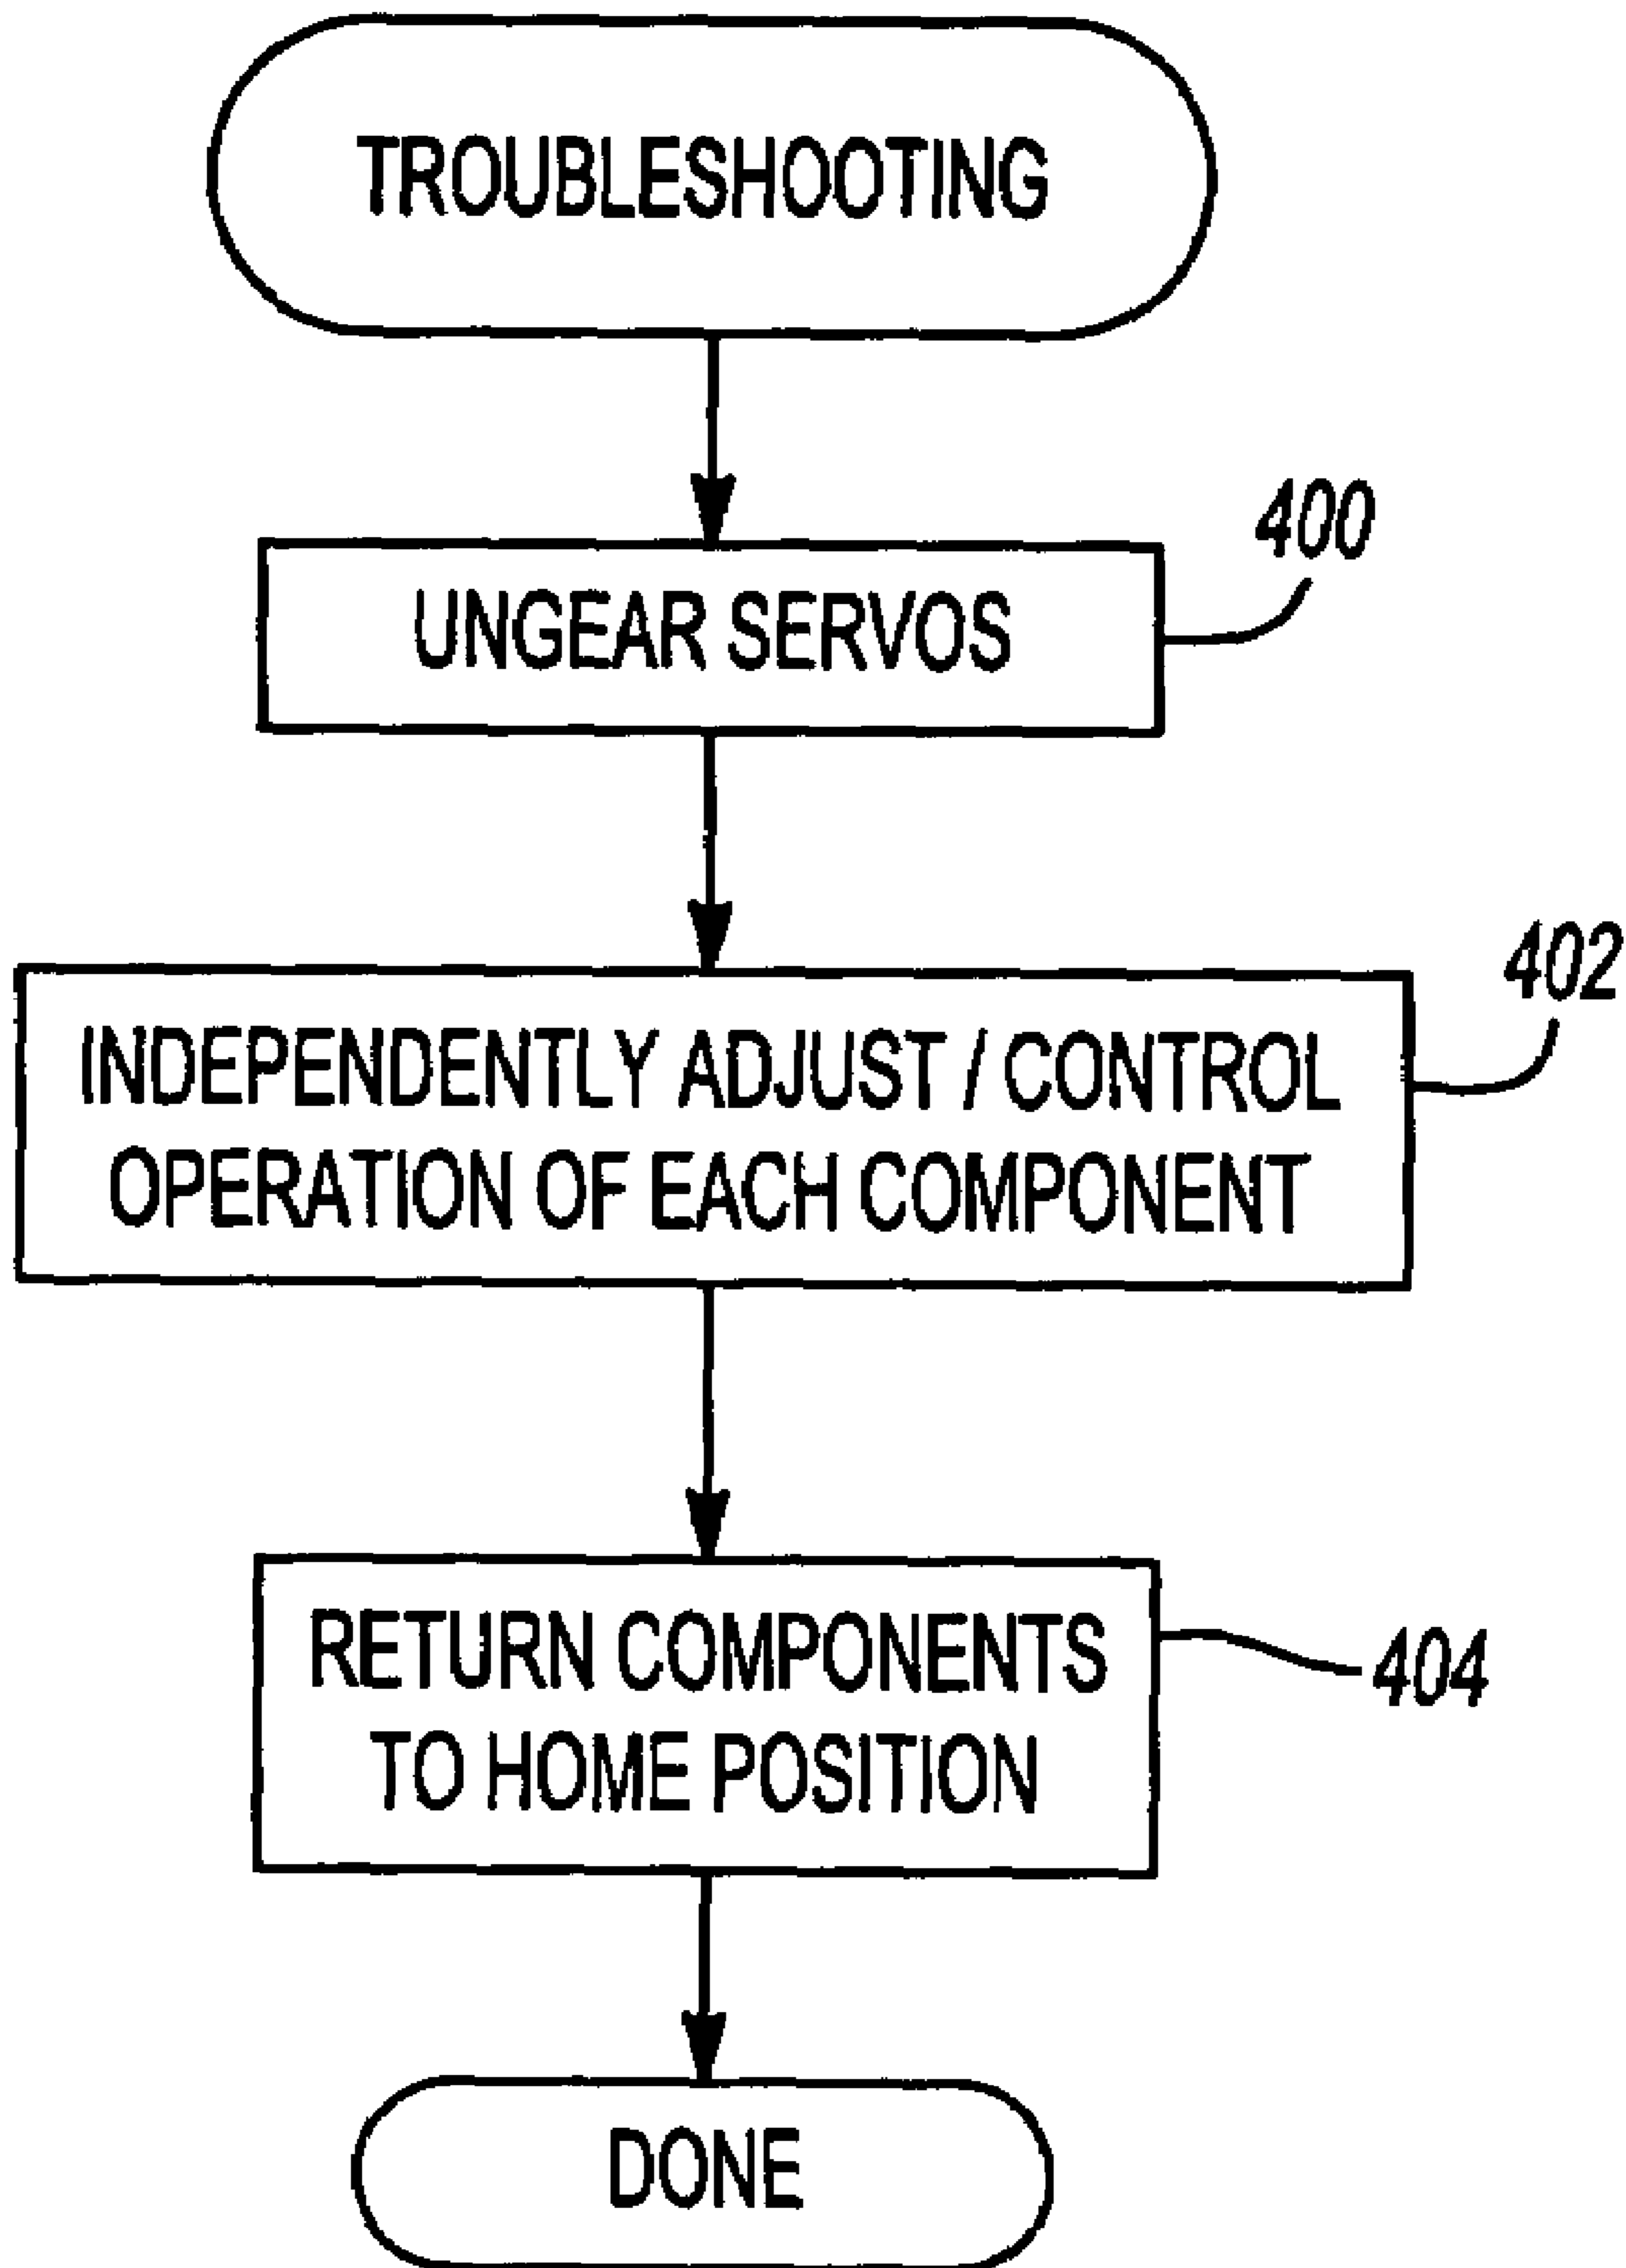 TROUBLESHOOTING
400
UNGEAR SERVOS
402
INDEPENDENTLY ADJUST / CONTROL
OPERATION OF EACH COMPONENT
RETURN COMPONENTS
404
TO HOME POSITION
DONE